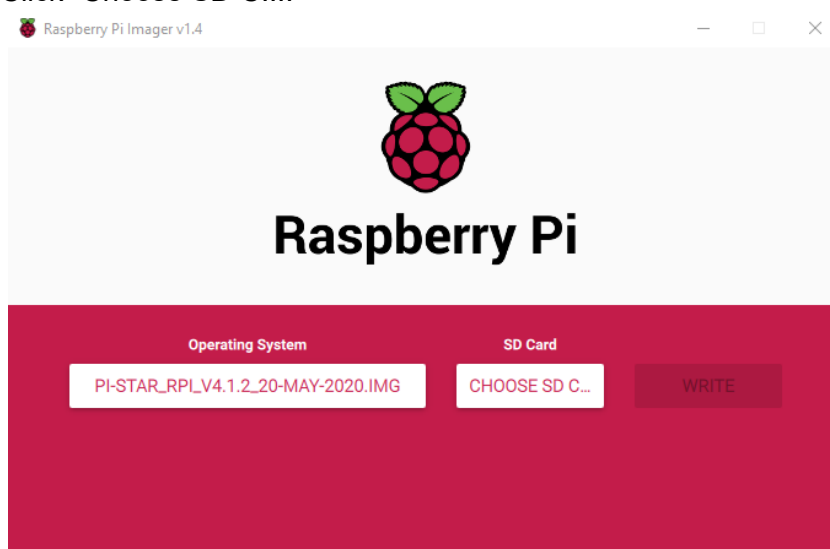 Raspberry Pi Imager v1.4
Raspberry Pi
Operating System
SD Card
PI-STAR_RPI_V4.1.2_20-MAY-2020.IMG
CHOOSE SD C...
WRITE